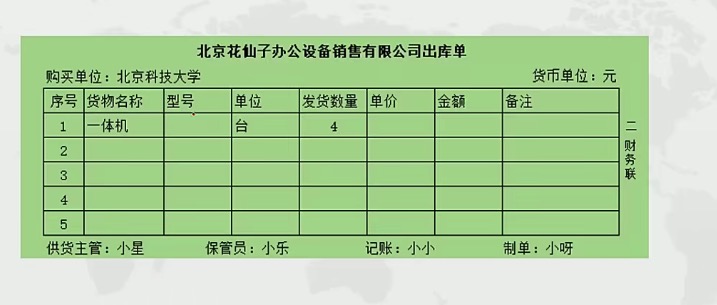 北京花仙子办公设备销售有限公司出库单
购买单位：北京科技大学 货币单位：元
序号 货物名称 型号 单位 发货数量 单价 金额 备注
1 一体机 台 4
2
3
4
5
二 财务联
供货主管：小星 保管员：小乐 记账：小小 制单：小呀